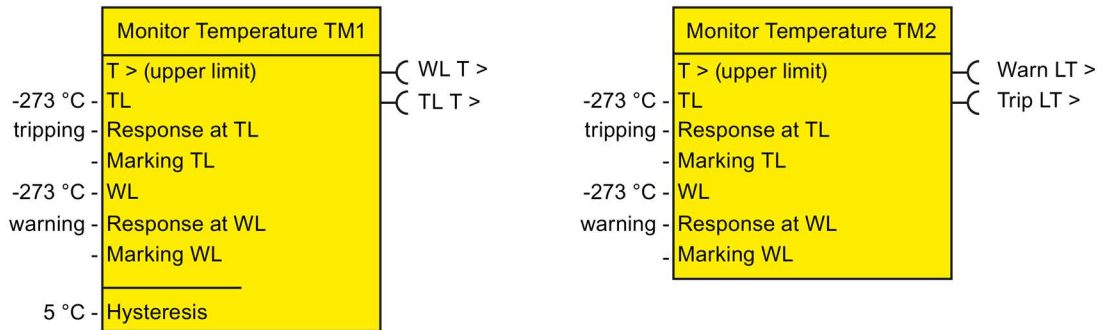 Monitor Temperature TM1
T > (upper limit)
WL T >
-273 °C - TL
TL T >
tripping - Response at TL
- Marking TL
-273 °C - WL
warning - Response at WL
- Marking WL
5 °C - Hysteresis
Monitor Temperature TM2
T > (upper limit)
Warn LT >
-273 °C - TL
Trip LT >
tripping - Response at TL
- Marking TL
-273 °C - WL
warning - Response at WL
- Marking WL